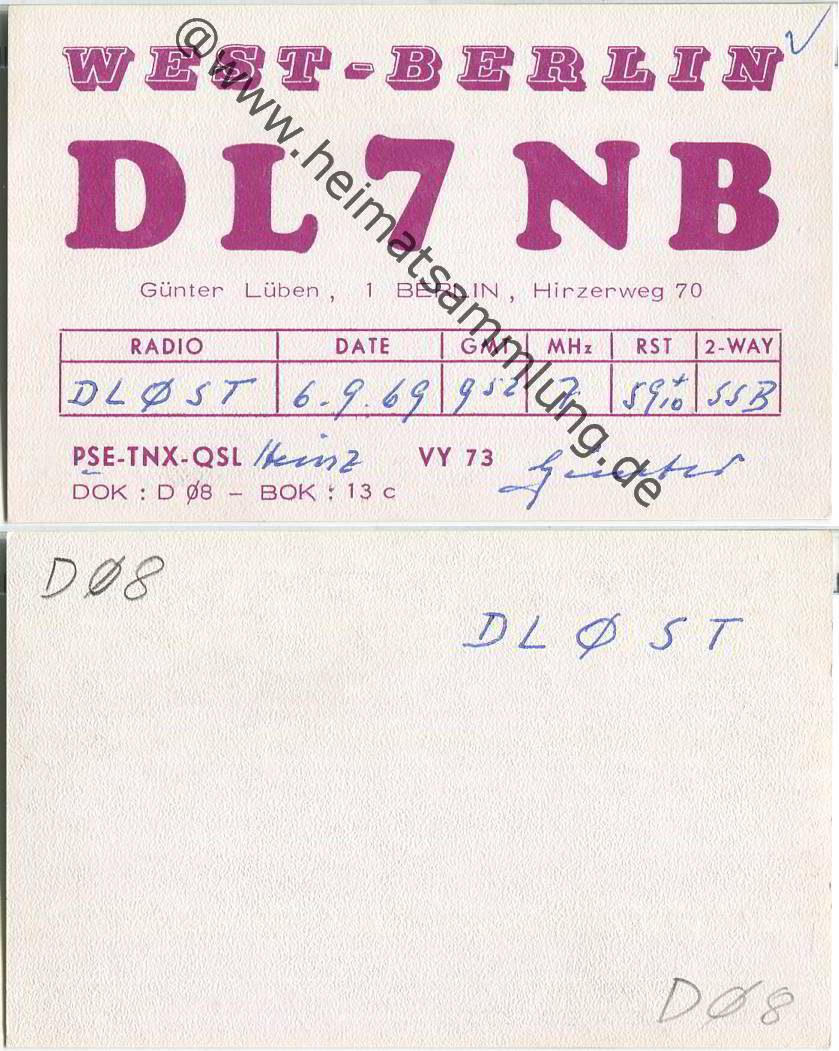 WEST-BERLIN
DL7NB
Günter Lüben, 1 BERLIN, Hirzerweg 70
RADIO DATE GMT MHz RST 2-WAY
DLØST 6.9.69 952 7 59+10 SSB
PSE-TNX-QSL Heinz VY 73 Günter
DOK : D Ø8 - BOK : 13 c
@www.heimatsammlung.de
DØ8
DLØST
DØ8